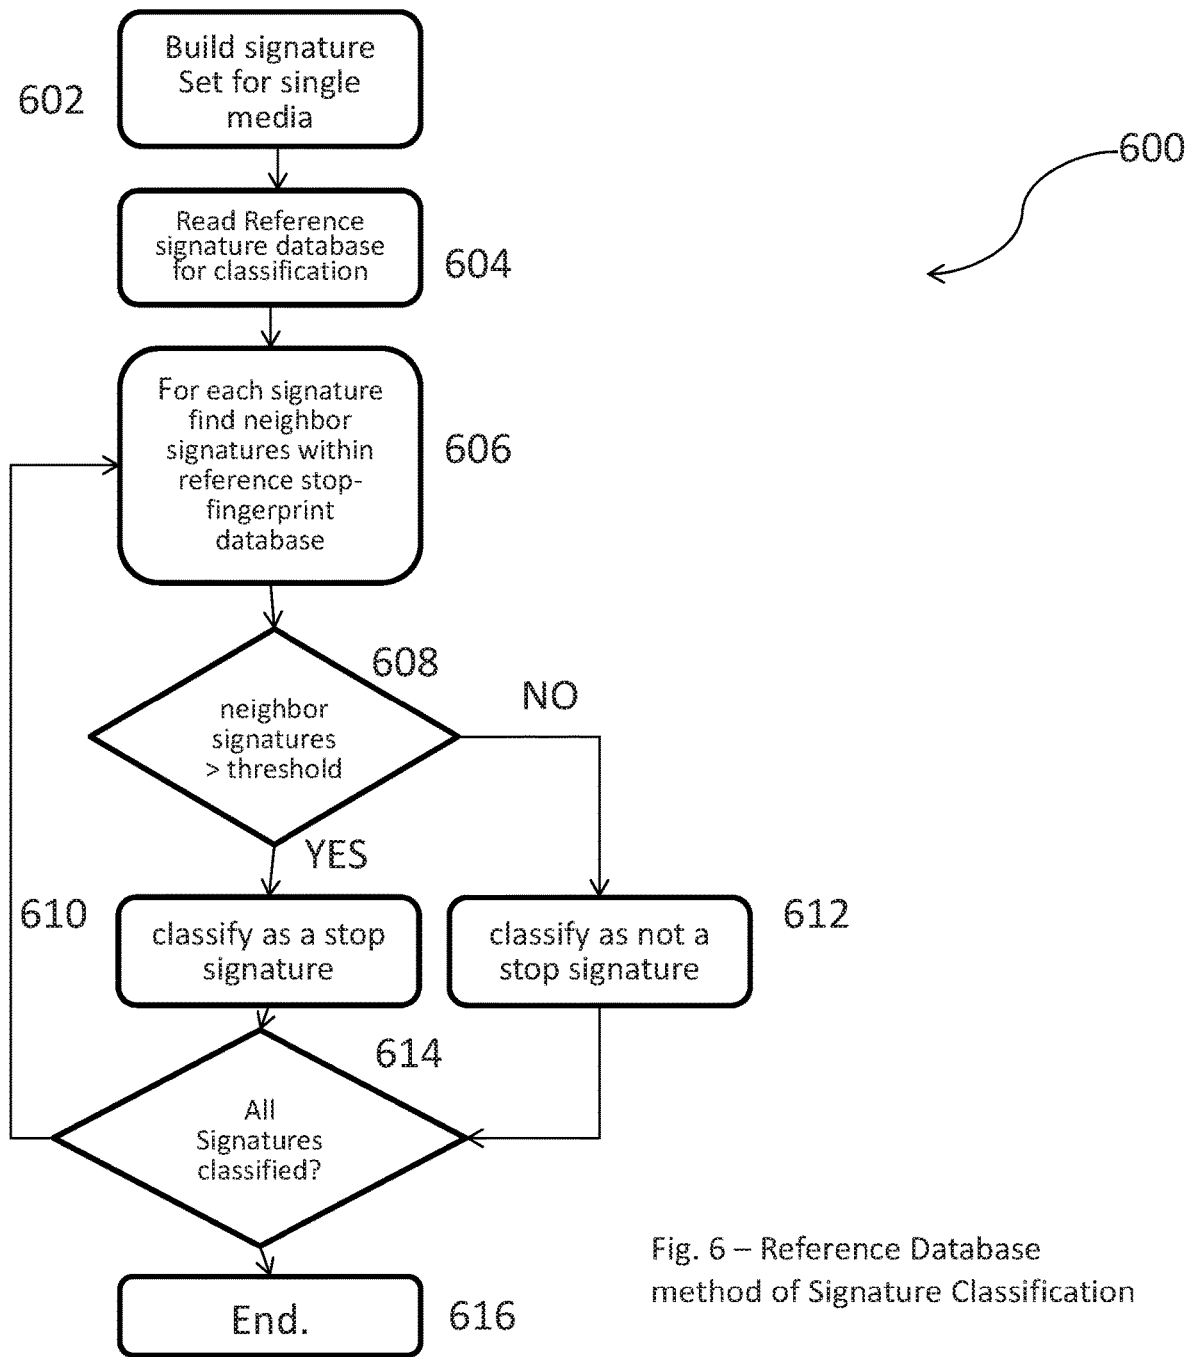 Build signature
Set for single
media
602
600
Read Reference
signature database
for classification
604
For each signature
find neighbor
signatures within
reference stop-
fingerprint
database
606
608
NO
neighbor
signatures
> threshold
YES
610
classify as a stop
signature
classify as not a
stop signature
612
614
All
Signatures
classified?
Fig. 6 – Reference Database
method of Signature Classification
End.
616